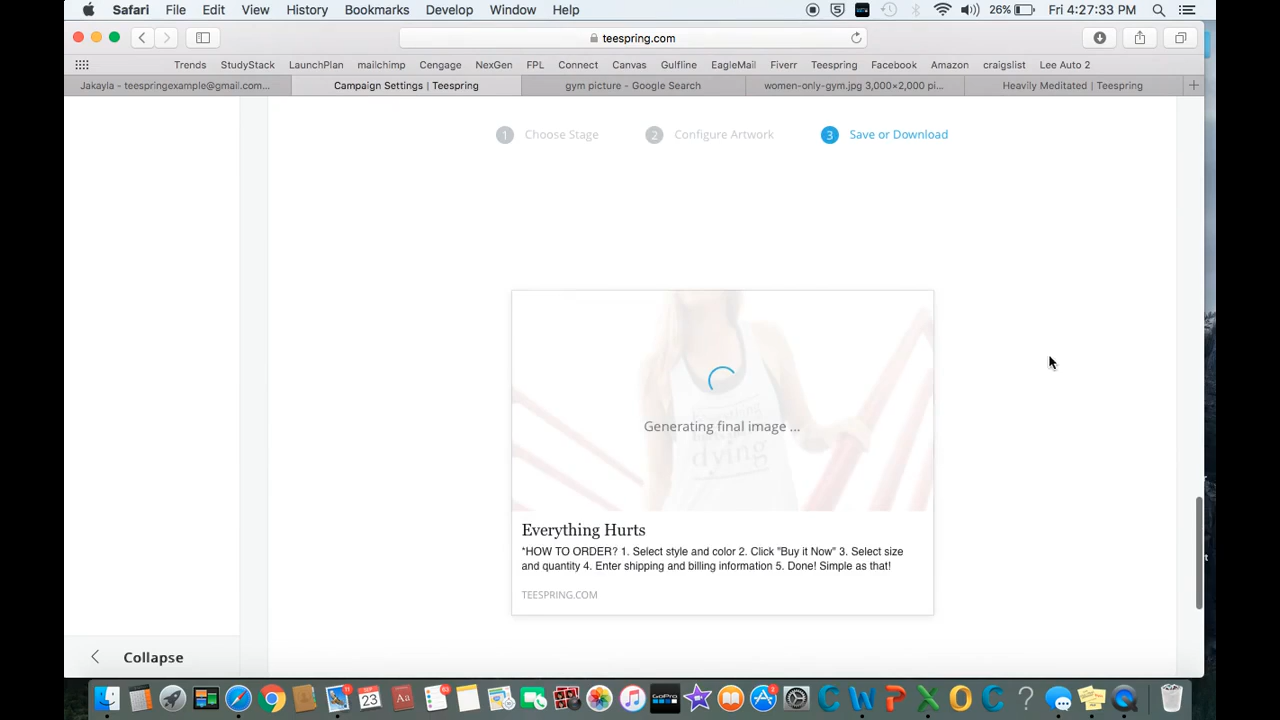 Safari File Edit View History Bookmarks Develop Window Help 26% Fri 4:27:33 PM
teespring.com
Trends StudyStack LaunchPlan mailchimp Cengage NexGen FPL Connect Canvas Gulfline EagleMail Fiverr Teespring Facebook Amazon craigslist Lee Auto 2
Jakayla - teespringexample@gmail.com... Campaign Settings | Teespring gym picture - Google Search women-only-gym.jpg 3,000×2,000 pi... Heavily Meditated | Teespring
1 Choose Stage 2 Configure Artwork 3 Save or Download
everything
dying
Generating final image ...
Everything Hurts
*HOW TO ORDER? 1. Select style and color 2. Click "Buy it Now" 3. Select size
and quantity 4. Enter shipping and billing information 5. Done! Simple as that!
TEESPRING.COM
Collapse